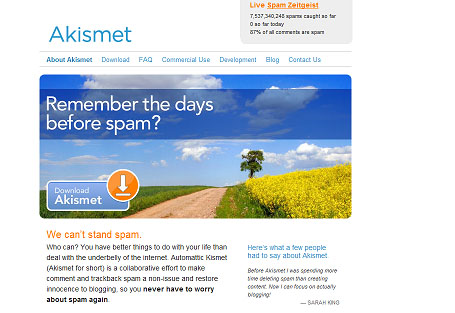 Live Spam Zeitgeist
7,537,340,248 spams caught so far
0 so far today
87% of all comments are spam
Akismet
About Akismet Download FAQ Commercial Use Development Blog Contact Us
Remember the days
before spam?
Download
Akismet
We can't stand spam.
Who can? You have better things to do with your life than
deal with the underbelly of the internet. Automattic Kismet
(Akismet for short) is a collaborative effort to make
comment and trackback spam a non-issue and restore
innocence to blogging, so you never have to worry
about spam again.
Here's what a few people
had to say about Akismet
Before Akismet I was spending more
time deleting spam than creating
content. Now I can focus on actually
blogging!
— SARAH KING